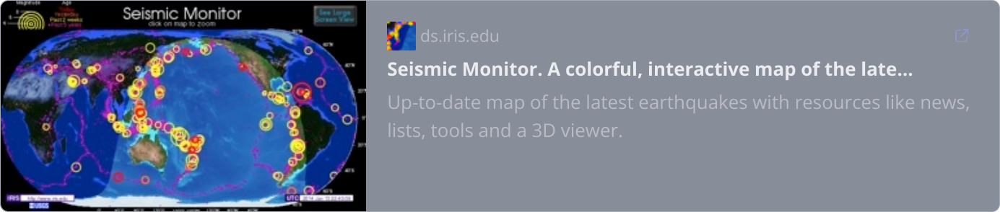 Magnitude
Age
Today
Yesterday
Past 2 weeks
Past 5 years
Seismic Monitor
click on map to zoom
See Large
Screen View
IRIS
UTC
USGS
ds.iris.edu
Seismic Monitor. A colorful, interactive map of the late...
Up-to-date map of the latest earthquakes with resources like news,
lists, tools and a 3D viewer.